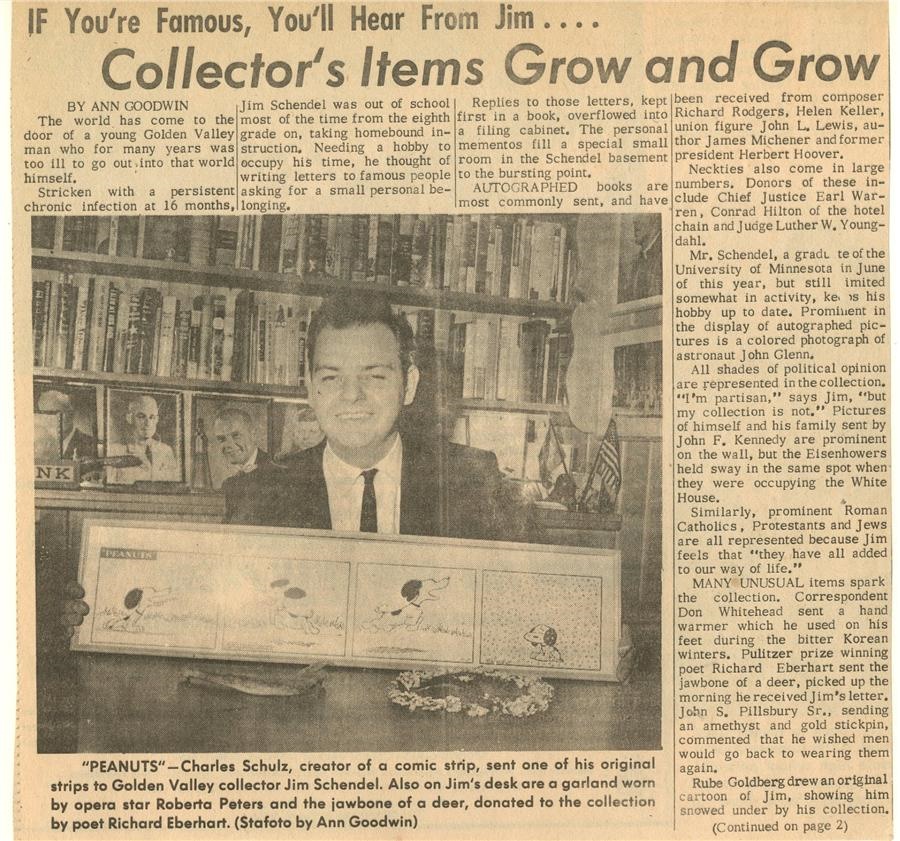 IF You're Famous, You'll Hear From Jim . . . .
Collector's Items Grow and Grow
BY ANN GOODWIN
The world has come to the
door of a young Golden Valley
man who for many years was
too ill to go out into that world
himself.
Stricken with a persistent
chronic infection at 16 months,
Jim Schendel was out of school
most of the time from the eighth
grade on, taking homebound in-
struction. Needing a hobby to
occupy his time, he thought of
writing letters to famous people
asking for a small personal be-
longing.
Replies to those letters, kept
first in a book, overflowed into
a filing cabinet. The personal
mementos fill a special small
room in the Schendel basement
to the bursting point.
AUTOGRAPHED books are
most commonly sent, and have
been received from composer
Richard Rodgers, Helen Keller,
union figure John L. Lewis, au-
thor James Michener and former
president Herbert Hoover.
Neckties also come in large
numbers. Donors of these in-
clude Chief Justice Earl War-
ren, Conrad Hilton of the hotel
chain and Judge Luther W. Young-
dahl.
Mr. Schendel, a gradu te of the
University of Minnesota in June
of this year, but still imited
somewhat in activity, ke s his
hobby up to date. Prominent in
the display of autographed pic-
tures is a colored photograph of
astronaut John Glenn.
All shades of political opinion
are represented in the collection.
"I'm partisan," says Jim, "but
my collection is not." Pictures
of himself and his family sent by
John F. Kennedy are prominent
on the wall, but the Eisenhowers
held sway in the same spot when
they were occupying the White
House.
Similarly, prominent Roman
Catholics, Protestants and Jews
are all represented because Jim
feels that "they have all added
to our way of life."
MANY UNUSUAL items spark
the collection. Correspondent
Don Whitehead sent a hand
warmer which he used on his
feet during the bitter Korean
winters. Pulitzer prize winning
poet Richard Eberhart sent the
jawbone of a deer, picked up the
morning he received Jim's letter.
John S. Pillsbury Sr., sending
an amethyst and gold stickpin,
commented that he wished men
would go back to wearing them
again.
Rube Goldberg drew an original
cartoon of Jim, showing him
snowed under by his collection.
(Continued on page 2)
NK
PEANUTS
"PEANUTS"—Charles Schulz, creator of a comic strip, sent one of his original
strips to Golden Valley collector Jim Schendel. Also on Jim's desk are a garland worn
by opera star Roberta Peters and the jawbone of a deer, donated to the collection
by poet Richard Eberhart. (Stafoto by Ann Goodwin)